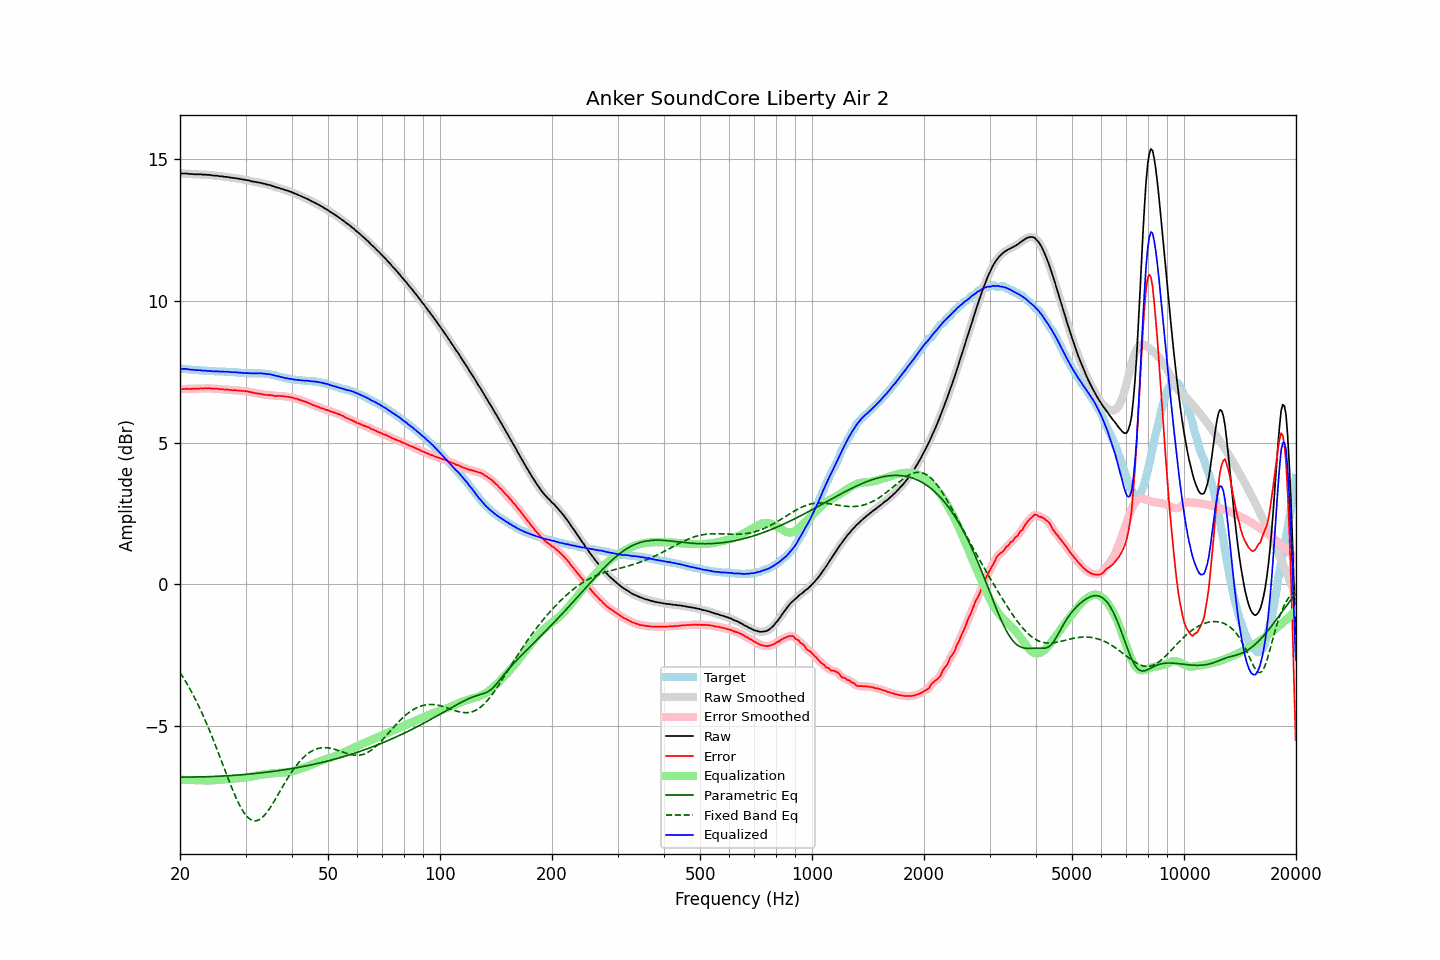 Anker SoundCore Liberty Air 2
Amplitude (dBr)
15
10
5
0
−5
Target
Raw Smoothed
Error Smoothed
Raw
Error
Equalization
Parametric Eq
Fixed Band Eq
Equalized
20 50 100 200 500 1000 2000 5000 10000 20000
Frequency (Hz)